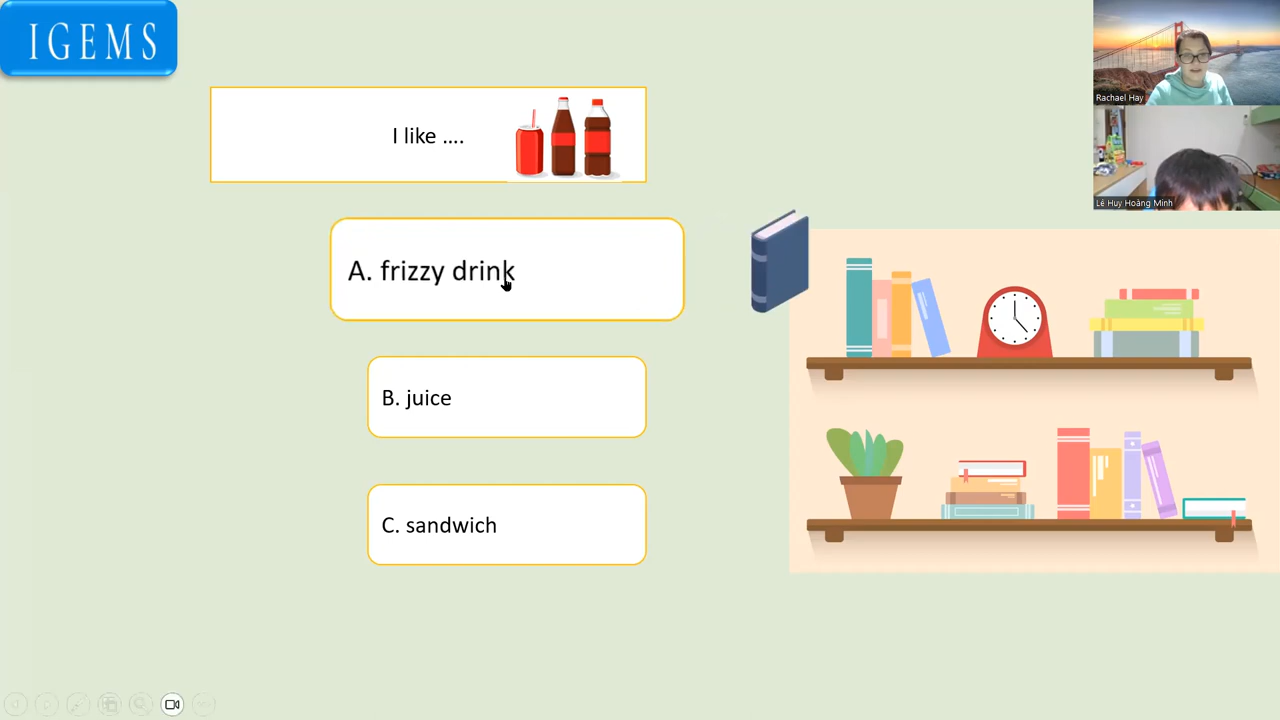 IGEMS
Rachael Hay
I like ....
Lê Huy Hoàng Minh
A. frizzy drink
B. juice
C. sandwich